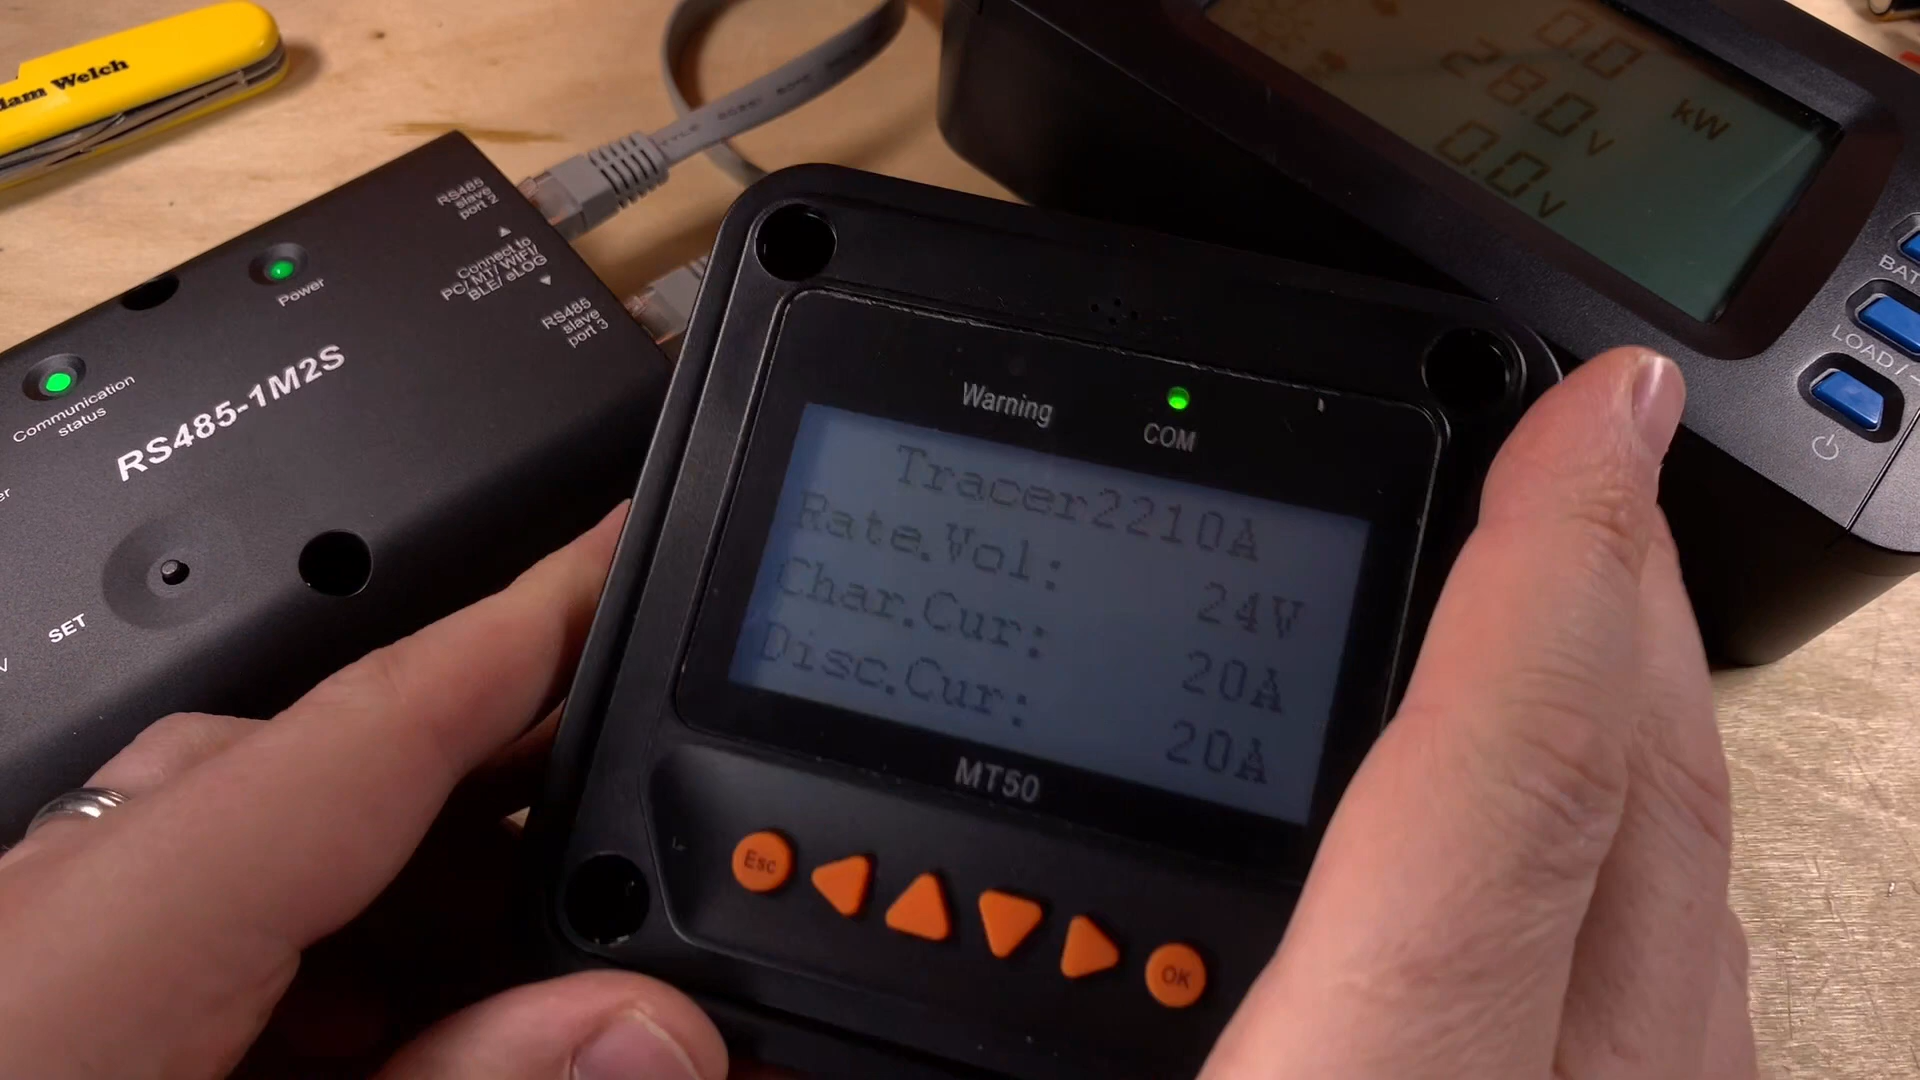 dam Welch
RS485
slave
port 2
Connect to
PC/ MT/ WIFI/
BLE/ eLOG
RS485
slave
port 3
Power
Communication
status
RS485-1M2S
SET
0.0
kW
28.0V
0.0V
BAT
LOAD /
Warning
COM
Tracer2210A
Rate.Vol: 24V
Char.Cur: 20A
Disc.Cur: 20A
MT50
Esc
OK